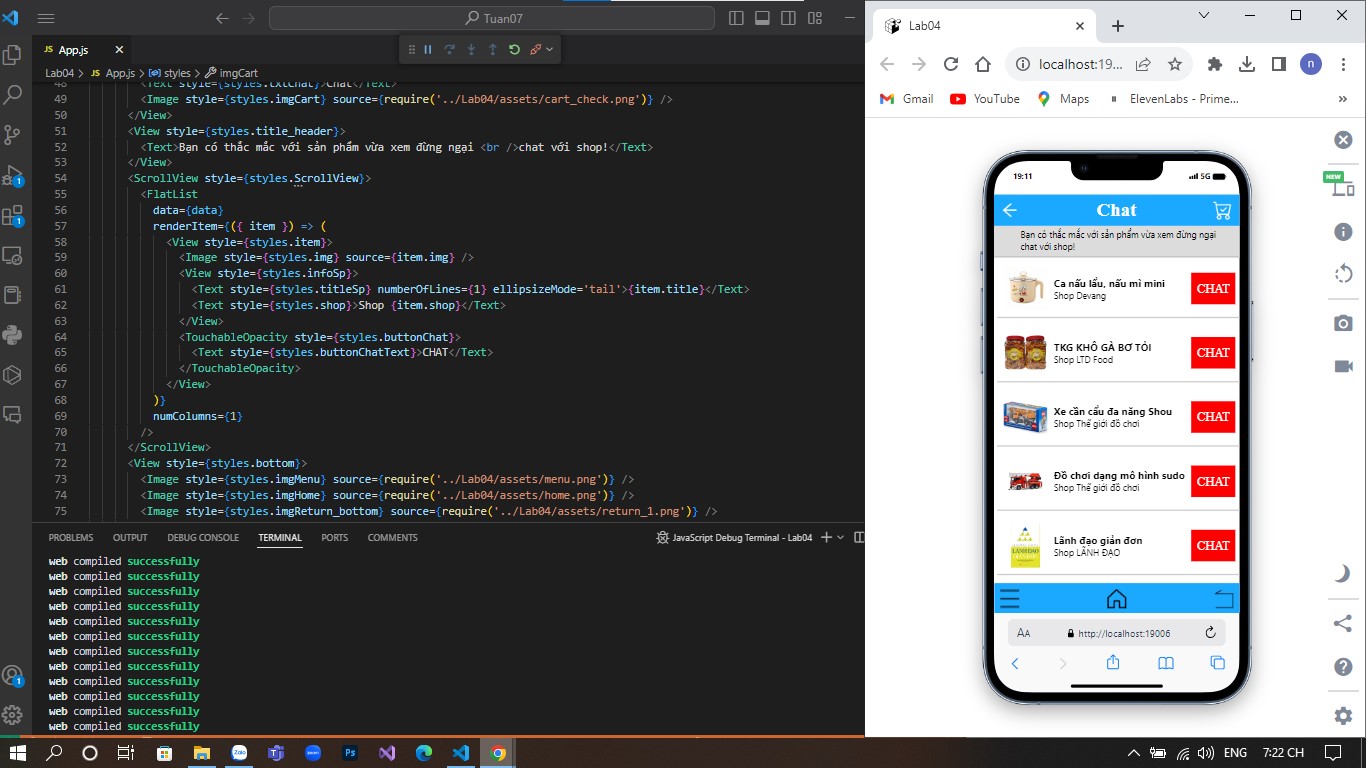 Tuan07
JS App.js
Lab04 > JS App.js > styles > imgCart
48 <Text style={styles.txtChat}>Chat</Text>
49 <Image style={styles.imgCart} source={require('../Lab04/assets/cart_check.png')} />
50 </View>
51 <View style={styles.title_header}>
52 <Text>Bạn có thắc mắc với sản phẩm vừa xem đừng ngại <br />chat với shop!</Text>
53 </View>
54 <ScrollView style={styles.ScrollView}>
55 <FlatList
56 data={data}
57 renderItem={({ item }) => (
58 <View style={styles.item}>
59 <Image style={styles.img} source={item.img} />
60 <View style={styles.infoSp}>
61 <Text style={styles.titleSp} numberOfLines={1} ellipsizeMode='tail'>{item.title}</Text>
62 <Text style={styles.shop}>Shop {item.shop}</Text>
63 </View>
64 <TouchableOpacity style={styles.buttonChat}>
65 <Text style={styles.buttonChatText}>CHAT</Text>
66 </TouchableOpacity>
67 </View>
68 )}
69 numColumns={1}
70 />
71 </ScrollView>
72 <View style={styles.bottom}>
73 <Image style={styles.imgMenu} source={require('../Lab04/assets/menu.png')} />
74 <Image style={styles.imgHome} source={require('../Lab04/assets/home.png')} />
75 <Image style={styles.imgReturn_bottom} source={require('../Lab04/assets/return_1.png')} />
PROBLEMS OUTPUT DEBUG CONSOLE TERMINAL PORTS COMMENTS JavaScript Debug Terminal - Lab04
web compiled successfully
web compiled successfully
web compiled successfully
web compiled successfully
web compiled successfully
web compiled successfully
web compiled successfully
web compiled successfully
web compiled successfully
web compiled successfully
web compiled successfully
web compiled successfully
1
1
1
Lab04
localhost:19...
n
Gmail YouTube Maps ElevenLabs - Prime... »
NEW
19:11 5G
Chat
Bạn có thắc mắc với sản phẩm vừa xem đừng ngại
chat với shop!
Ca nấu lẩu, nấu mì mini
Shop Devang
CHAT
TKG KHÔ GÀ BƠ TỎI
Shop LTD Food
CHAT
Xe cần cẩu đa năng Shou
Shop Thế giới đồ chơi
CHAT
Đồ chơi dạng mô hình sudo
Shop Thế giới đồ chơi
CHAT
LÃNH ĐẠO
Lãnh đạo giản đơn
Shop LÃNH ĐẠO
CHAT
AA http://localhost:19006
Zalo
zoom
Ps
ENG 7:22 CH